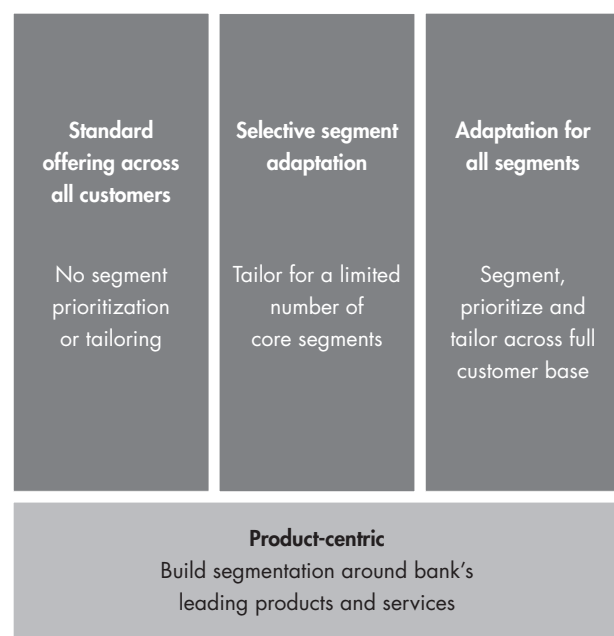 Standard
offering across
all customers
No segment
prioritization
or tailoring
Selective segment
adaptation
Tailor for a limited
number of
core segments
Adaptation for
all segments
Segment,
prioritize and
tailor across full
customer base
Product-centric
Build segmentation around bank’s
leading products and services